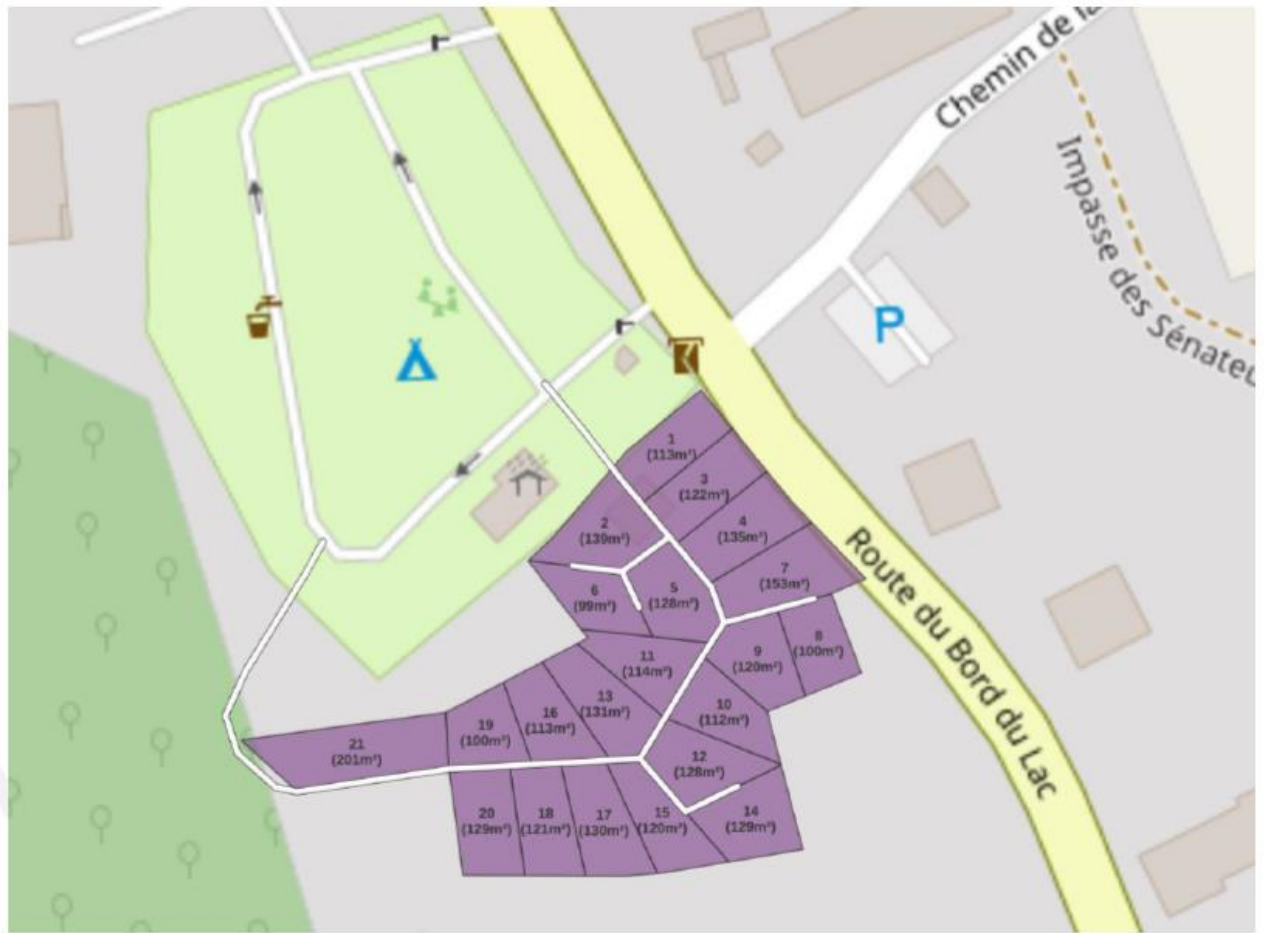 Chemin de la
Impasse des Sénateu
P
Route du Bord du Lac
1
(113m²)
3
(122m²)
2
(139m²)
4
(135m²)
7
(153m²)
6
(99m²)
5
(128m²)
8
(100m²)
9
(120m²)
11
(114m²)
13
(131m²)
10
(112m²)
16
(113m²)
19
(100m²)
21
(201m²)
12
(128m²)
20
(129m²)
18
(121m²)
17
(130m²)
15
(120m²)
14
(129m²)